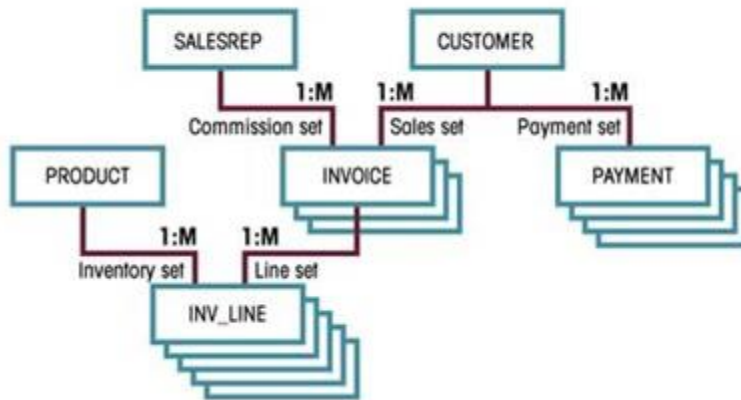 SALESREP
CUSTOMER
1:M
1:M
1:M
Commission set
Sales set
Payment set
PRODUCT
INVOICE
PAYMENT
1:M
1:M
Inventory set
Line set
INV_LINE